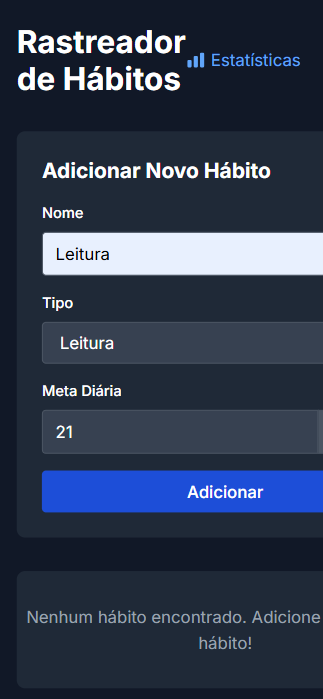 Rastreador
de Hábitos
Estatísticas
Adicionar Novo Hábito
Nome
Leitura
Tipo
Leitura
Meta Diária
21
Adicionar
Nenhum hábito encontrado. Adicione
hábito!